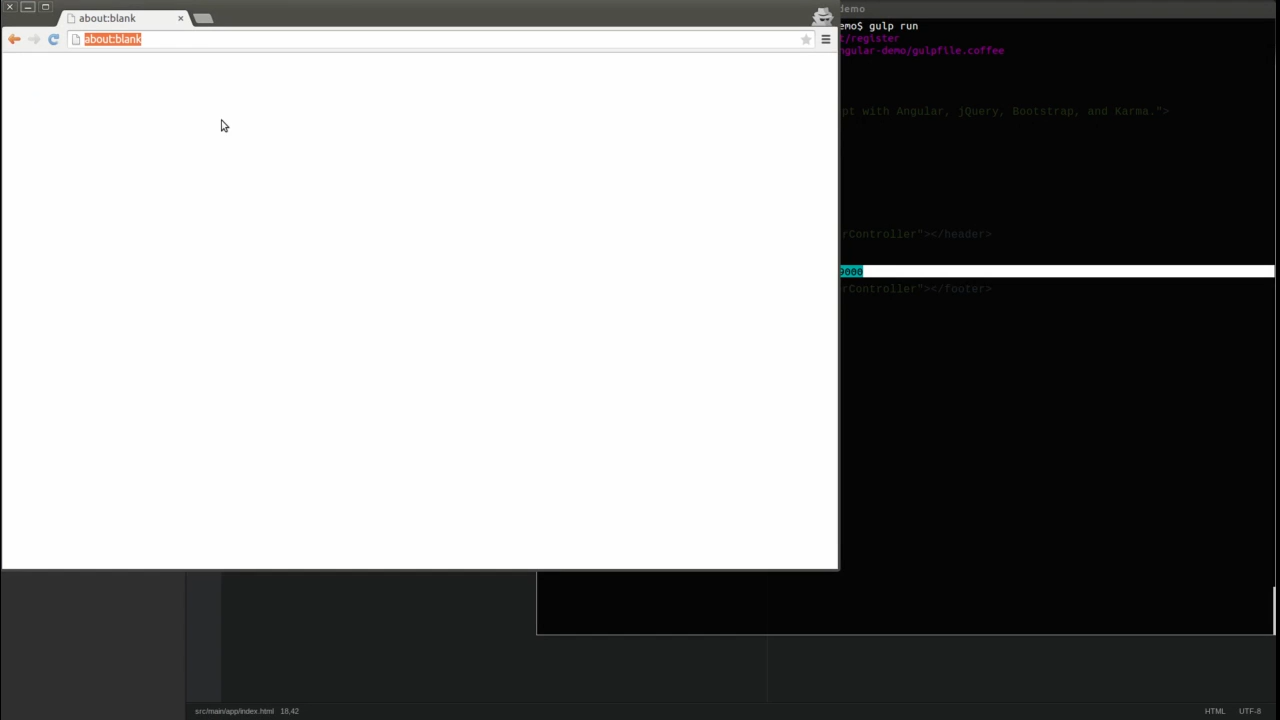 about:blank
about:blank
demo
emo$ gulp run
t/register
ngular-demo/gulpfile.coffee
pt with Angular, jQuery, Bootstrap, and Karma.">
rController"></header>
9000
rController"></footer>
src/main/app/index.html 18,42
HTML UTF-8